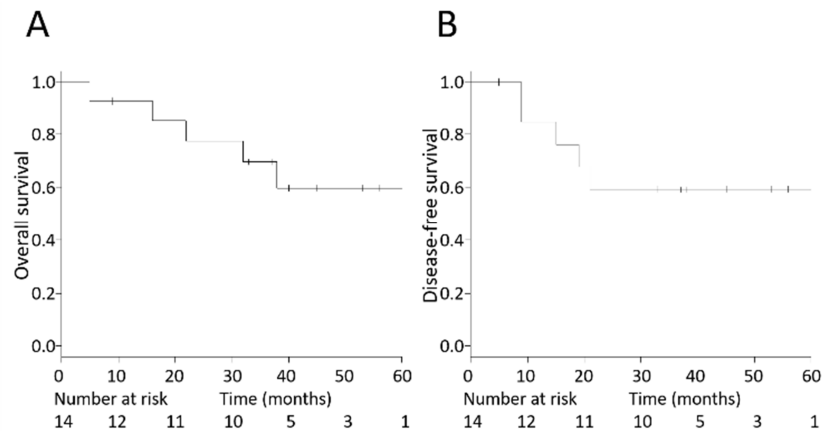 A
Overall survival
1.0
0.8
0.6
0.4
0.2
0.0
0 10 20 30 40 50 60
Number at risk Time (months)
14 12 11 10 5 3 1
B
Disease-free survival
1.0
0.8
0.6
0.4
0.2
0.0
0 10 20 30 40 50 60
Number at risk Time (months)
14 12 11 10 5 3 1